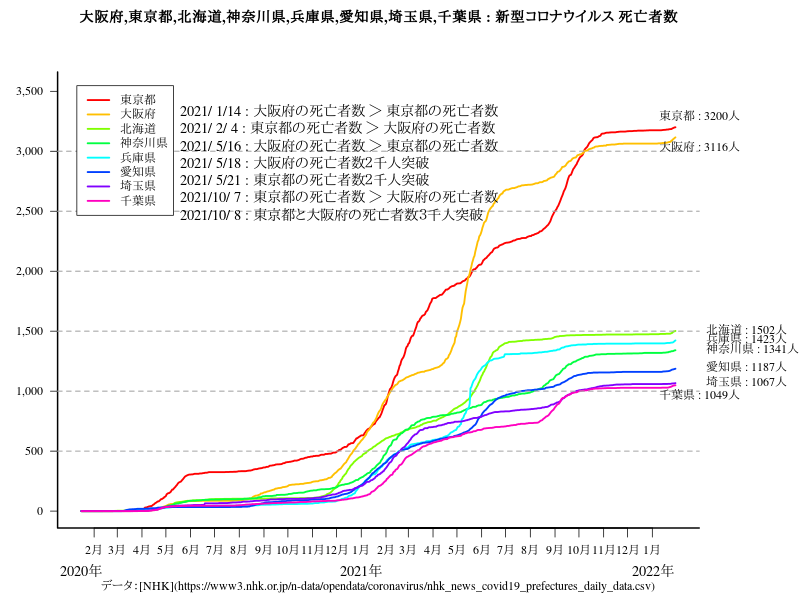 大阪府,東京都,北海道,神奈川県,兵庫県,愛知県,埼玉県,千葉県 : 新型コロナウイルス 死亡者数
3,500
3,000
2,500
2,000
1,500
1,000
500
0
東京都
大阪府
北海道
神奈川県
兵庫県
愛知県
埼玉県
千葉県
2021/ 1/14 : 大阪府の死亡者数 ＞ 東京都の死亡者数
2021/ 2/ 4 : 東京都の死亡者数 ＞ 大阪府の死亡者数
2021/ 5/16 : 大阪府の死亡者数 ＞ 東京都の死亡者数
2021/ 5/18 : 大阪府の死亡者数2千人突破
2021/ 5/21 : 東京都の死亡者数2千人突破
2021/10/ 7 : 東京都の死亡者数 ＞ 大阪府の死亡者数
2021/10/ 8 : 東京都と大阪府の死亡者数3千人突破
東京都 : 3200人
大阪府 : 3116人
北海道 : 1502人
兵庫県 : 1423人
神奈川県 : 1341人
愛知県 : 1187人
埼玉県 : 1067人
千葉県 : 1049人
2月 3月 4月 5月 6月 7月 8月 9月 10月 11月 12月 1月 2月 3月 4月 5月 6月 7月 8月 9月 10月 11月 12月 1月
2020年 2021年 2022年
データ：[NHK](https://www3.nhk.or.jp/n-data/opendata/coronavirus/nhk_news_covid19_prefectures_daily_data.csv)